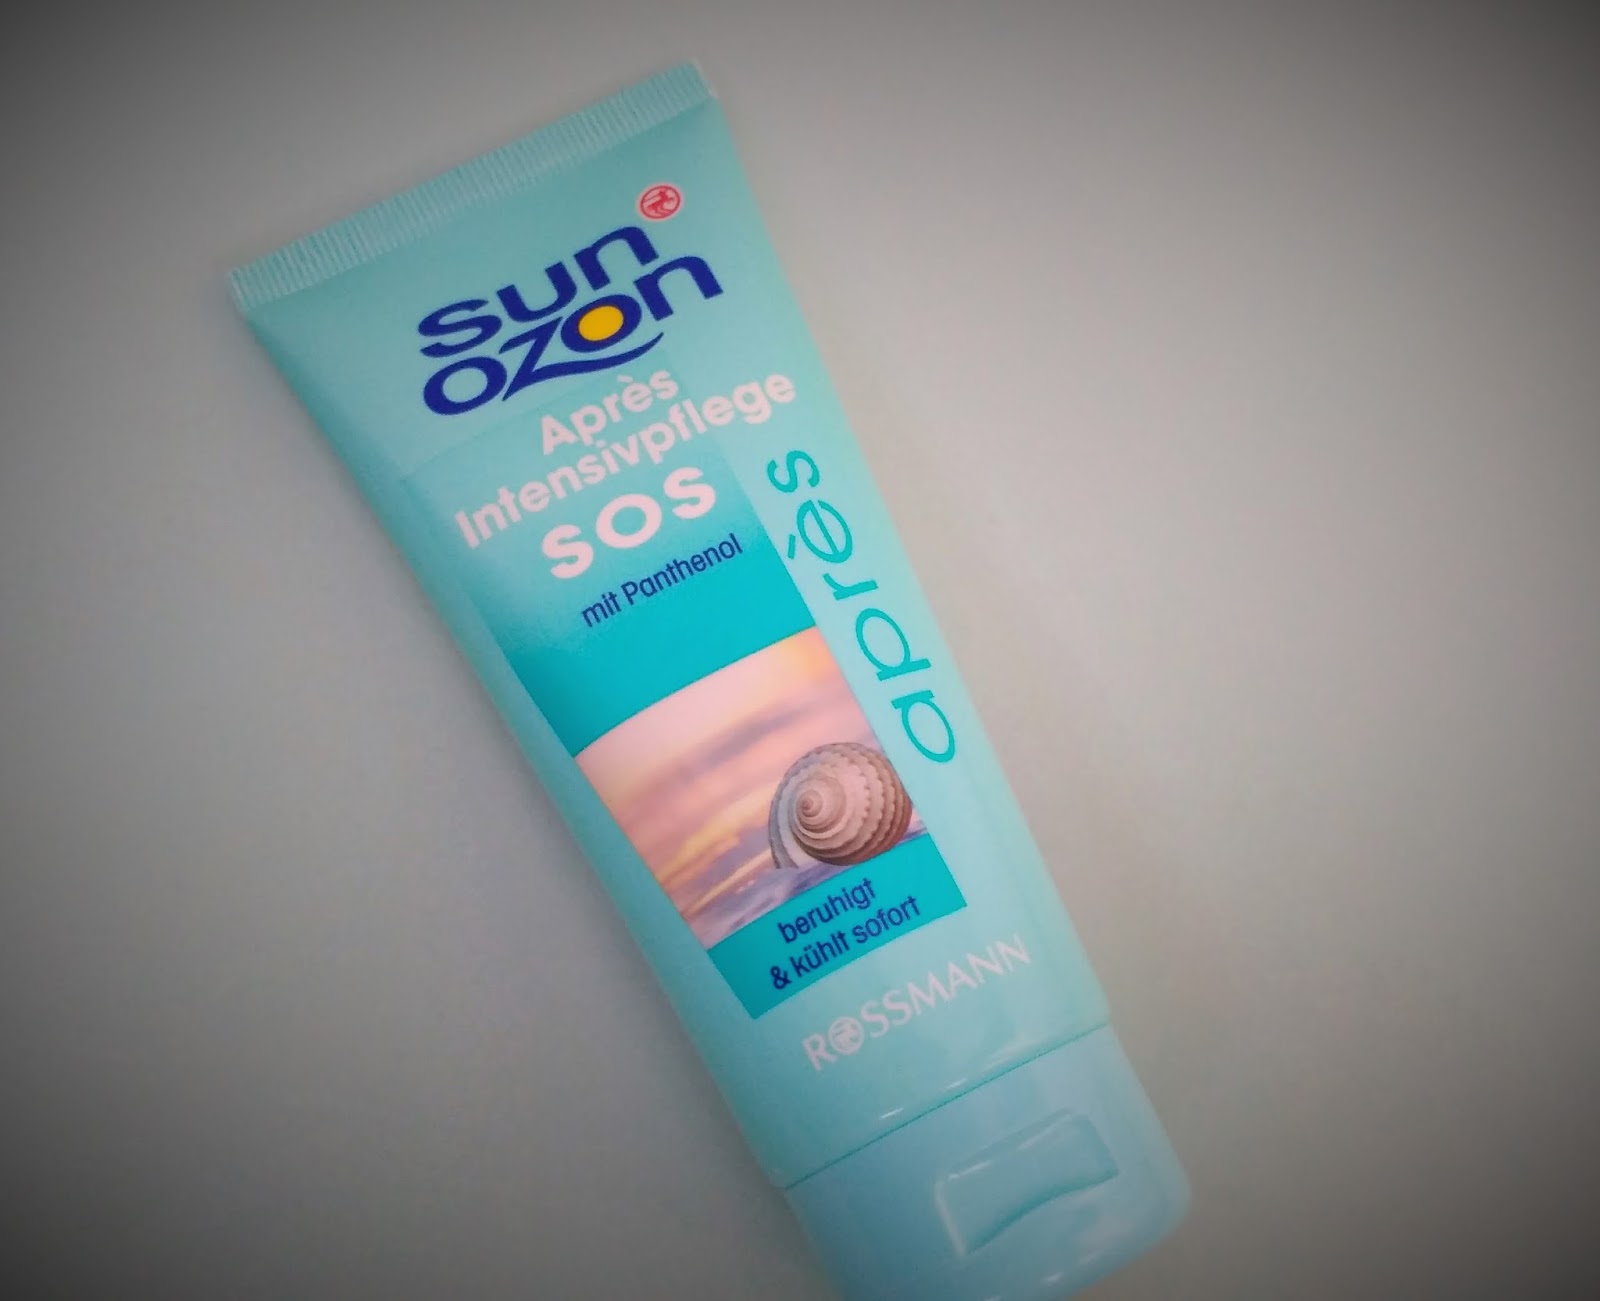 sun
ozon
Après
Intensivpflege
SOS
mit Panthenol
après
beruhigt
& kühlt sofort
ROSSMANN